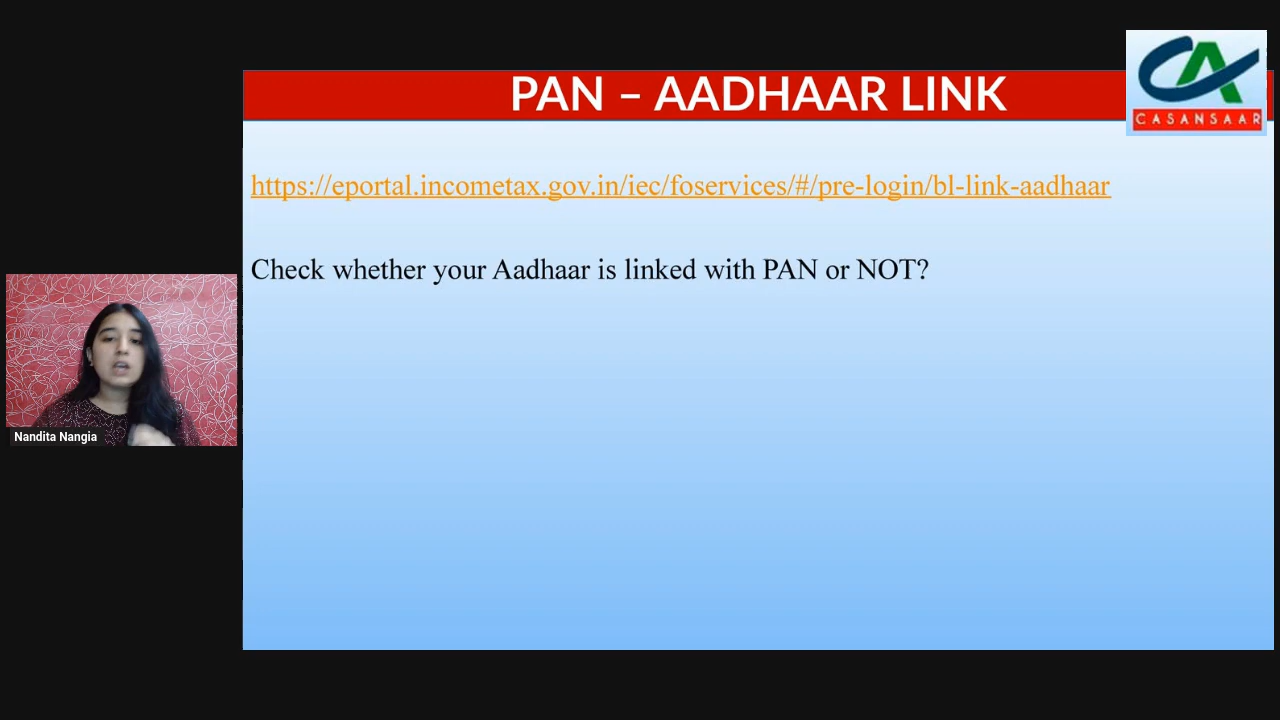 PAN – AADHAAR LINK
CA
CASANSAAR
https://eportal.incometax.gov.in/iec/foservices/#/pre-login/bl-link-aadhaar
Check whether your Aadhaar is linked with PAN or NOT?
Nandita Nangia